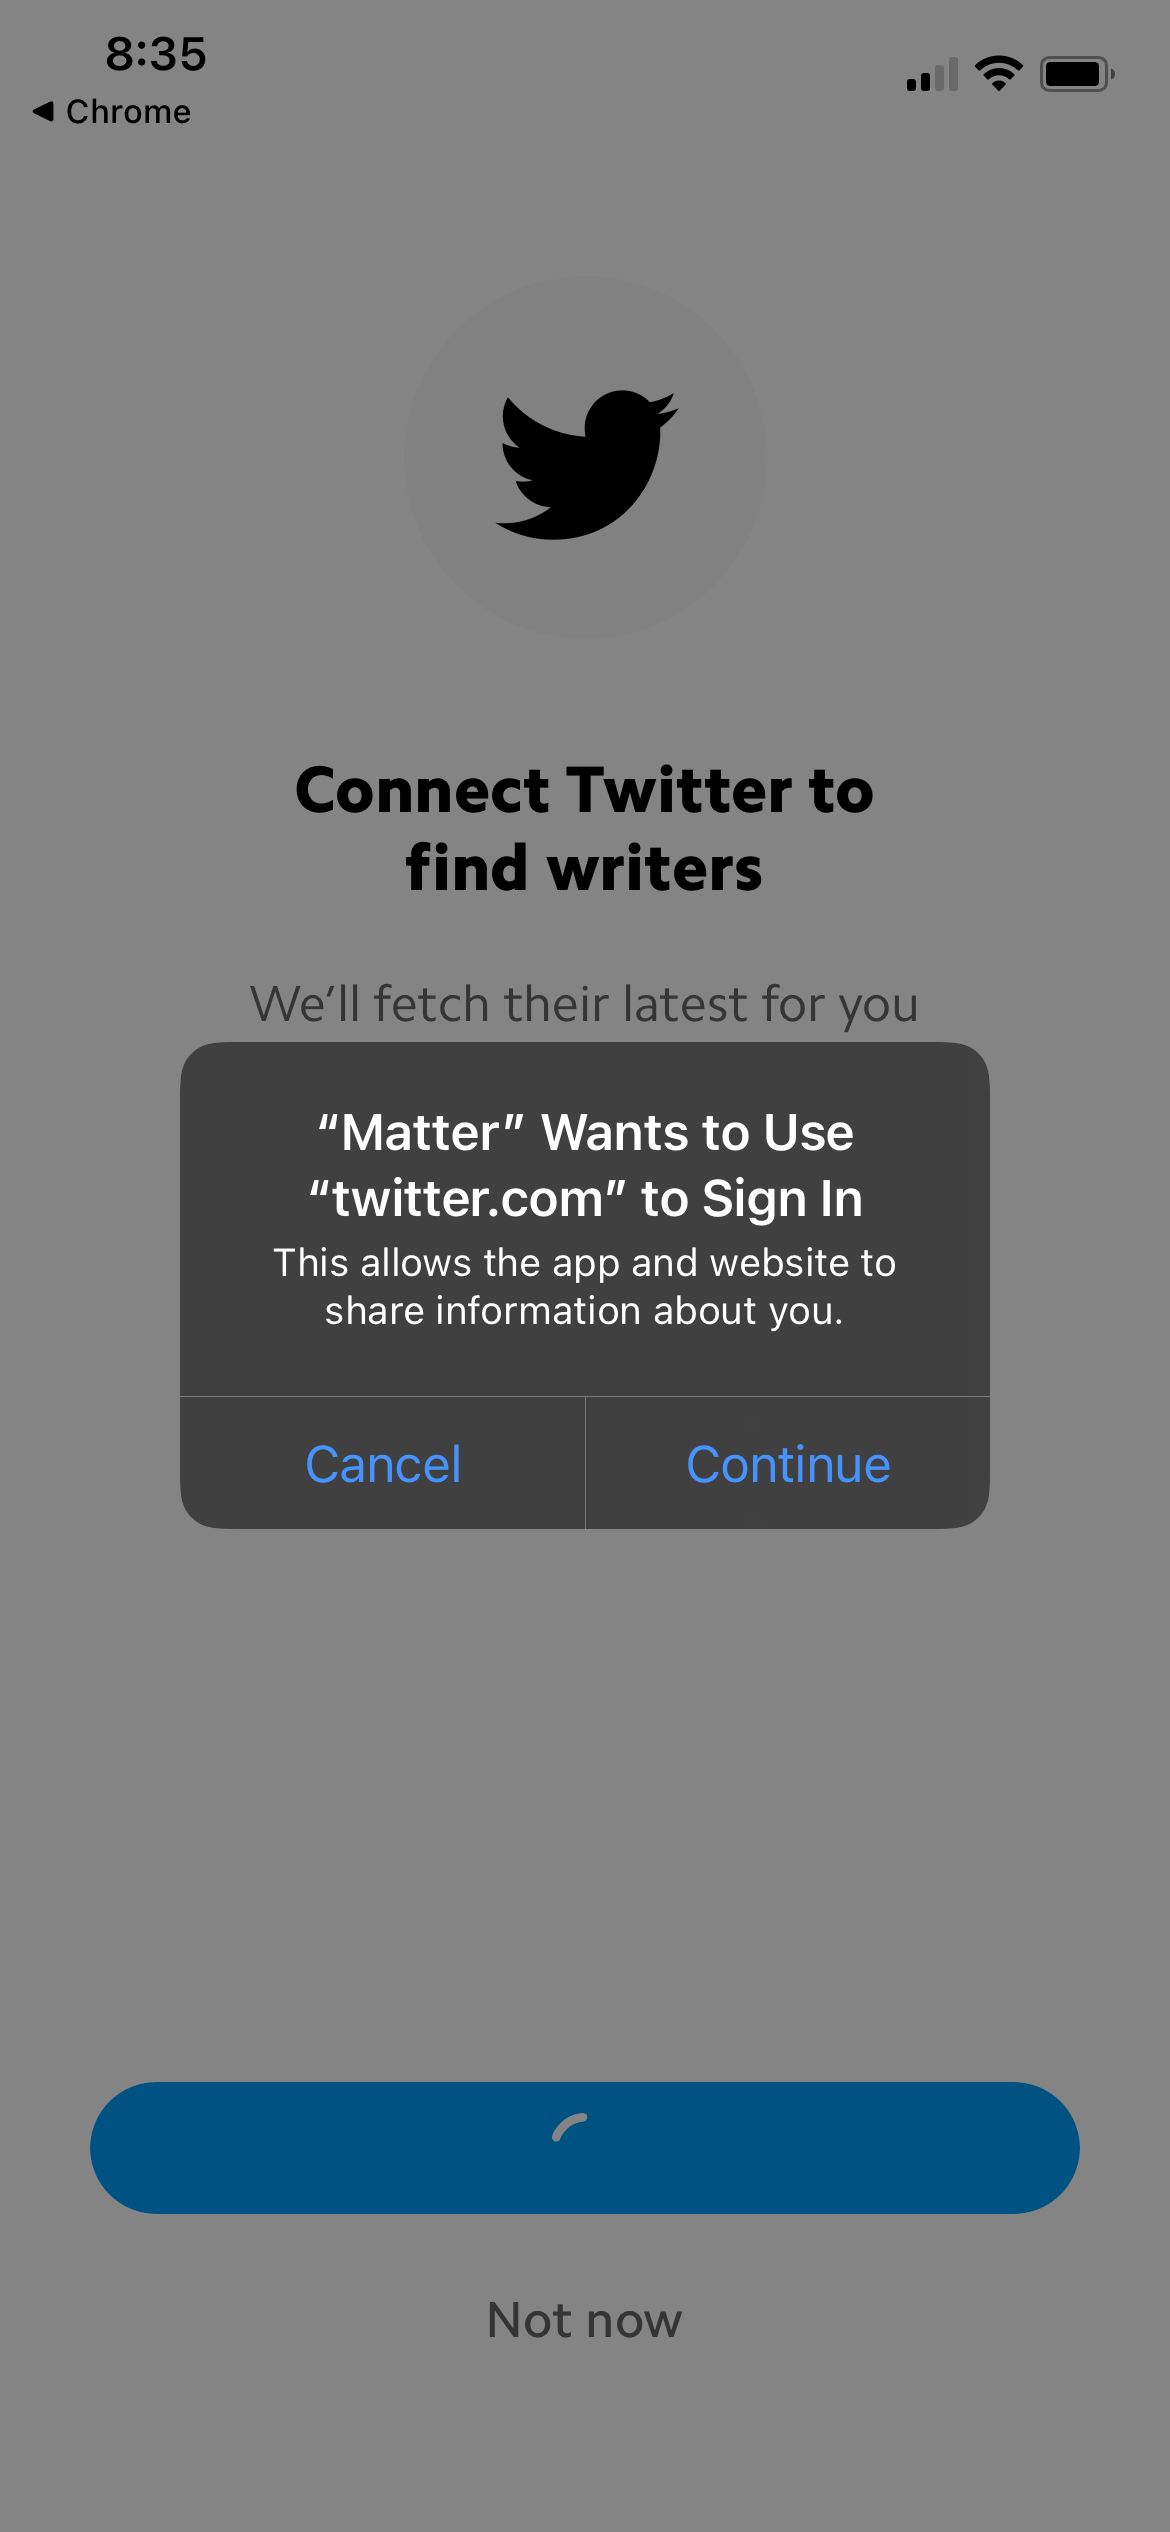 8:35
Chrome
Connect Twitter to
find writers
We’ll fetch their latest for you
“Matter” Wants to Use
“twitter.com” to Sign In
This allows the app and website to
share information about you.
Cancel
Continue
Not now